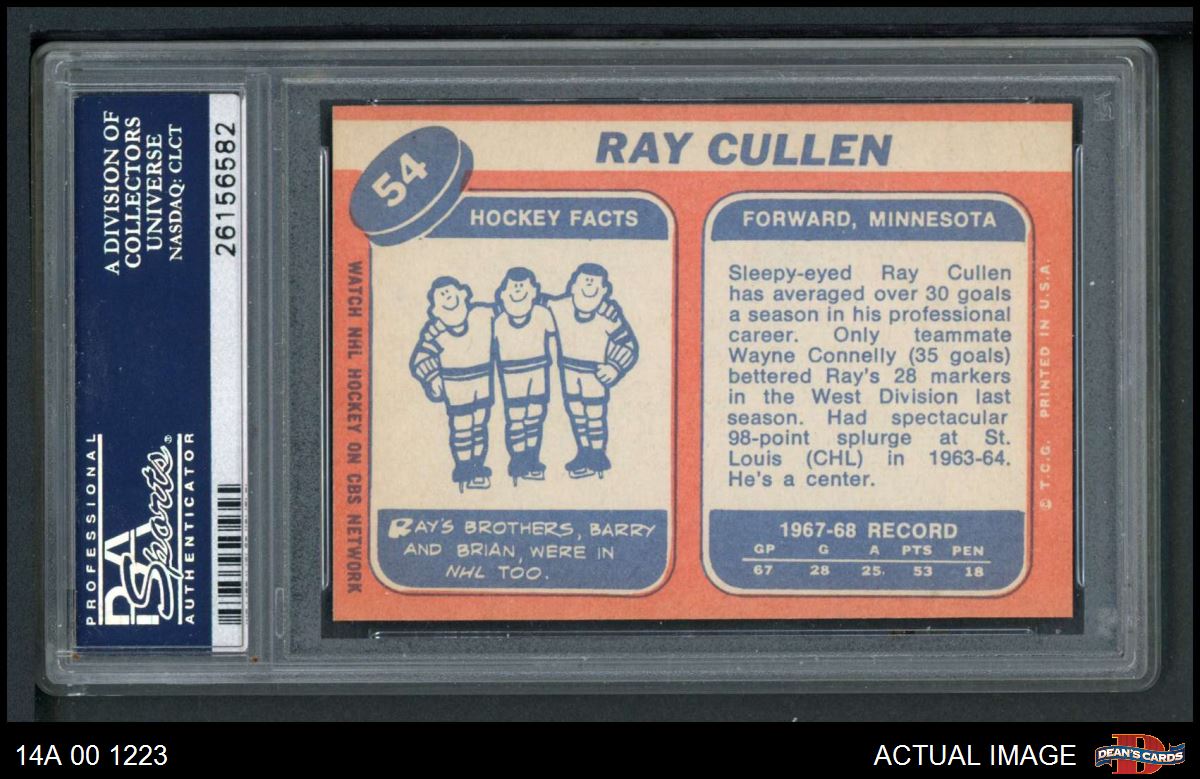 A DIVISION OF
COLLECTORS
UNIVERSE
NASDAQ: CLCT
26156582
PROFESSIONAL
PSA
Sports®
AUTHENTICATOR
54
RAY CULLEN
HOCKEY FACTS
WATCH NHL HOCKEY ON CBS NETWORK
RAY'S BROTHERS, BARRY
AND BRIAN, WERE IN
NHL TOO.
FORWARD, MINNESOTA
Sleepy-eyed Ray Cullen
has averaged over 30 goals
a season in his professional
career. Only teammate
Wayne Connelly (35 goals)
bettered Ray's 28 markers
in the West Division last
season. Had spectacular
98-point splurge at St.
Louis (CHL) in 1963-64.
He's a center.
1967-68 RECORD
GP G A PTS PEN
67 28 25. 53 18
© T.C.G. PRINTED IN U.S.A.
14A 00 1223
ACTUAL IMAGE
D
DEAN'S CARDS